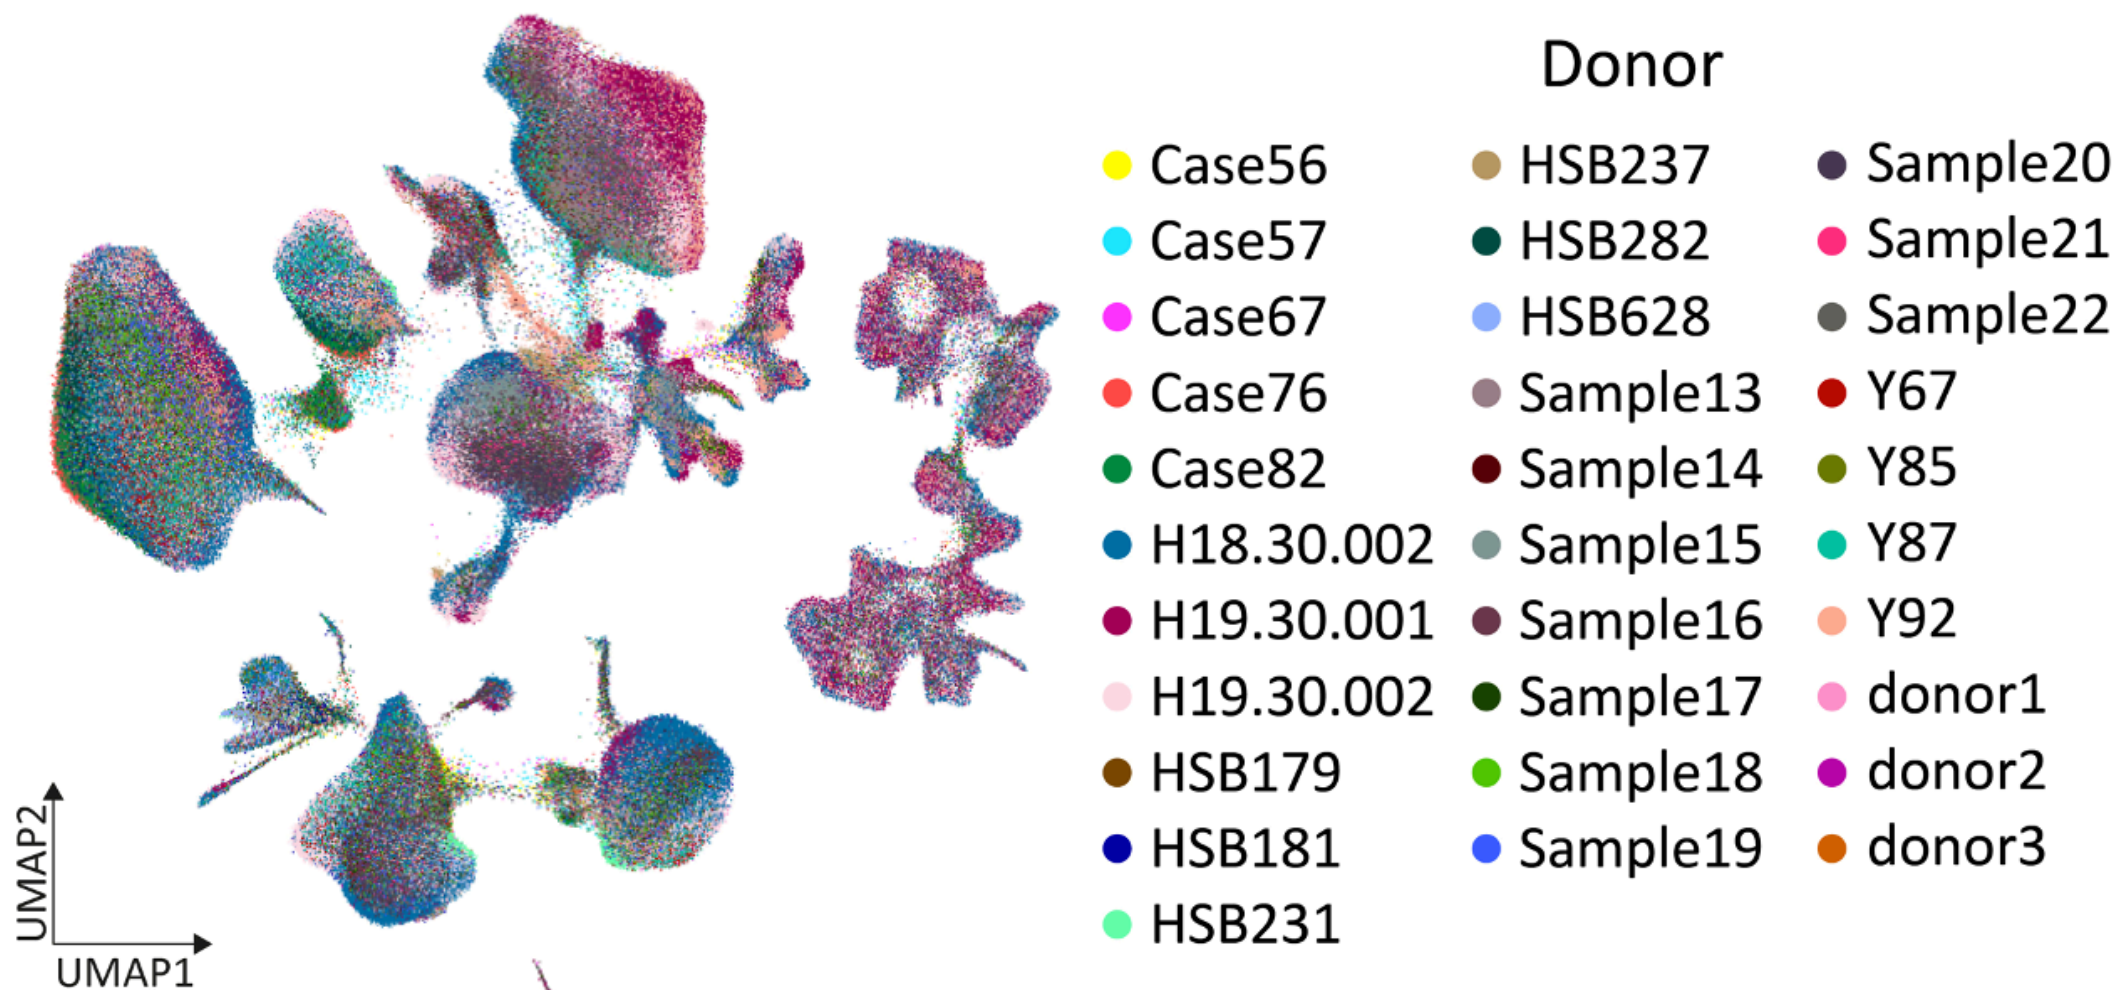 Donor
Case56
Case57
Case67
Case76
Case82
H18.30.002
H19.30.001
H19.30.002
HSB179
HSB181
HSB231
HSB237
HSB282
HSB628
Sample13
Sample14
Sample15
Sample16
Sample17
Sample18
Sample19
Sample20
Sample21
Sample22
Y67
Y85
Y87
Y92
donor1
donor2
donor3
UMAP2
UMAP1